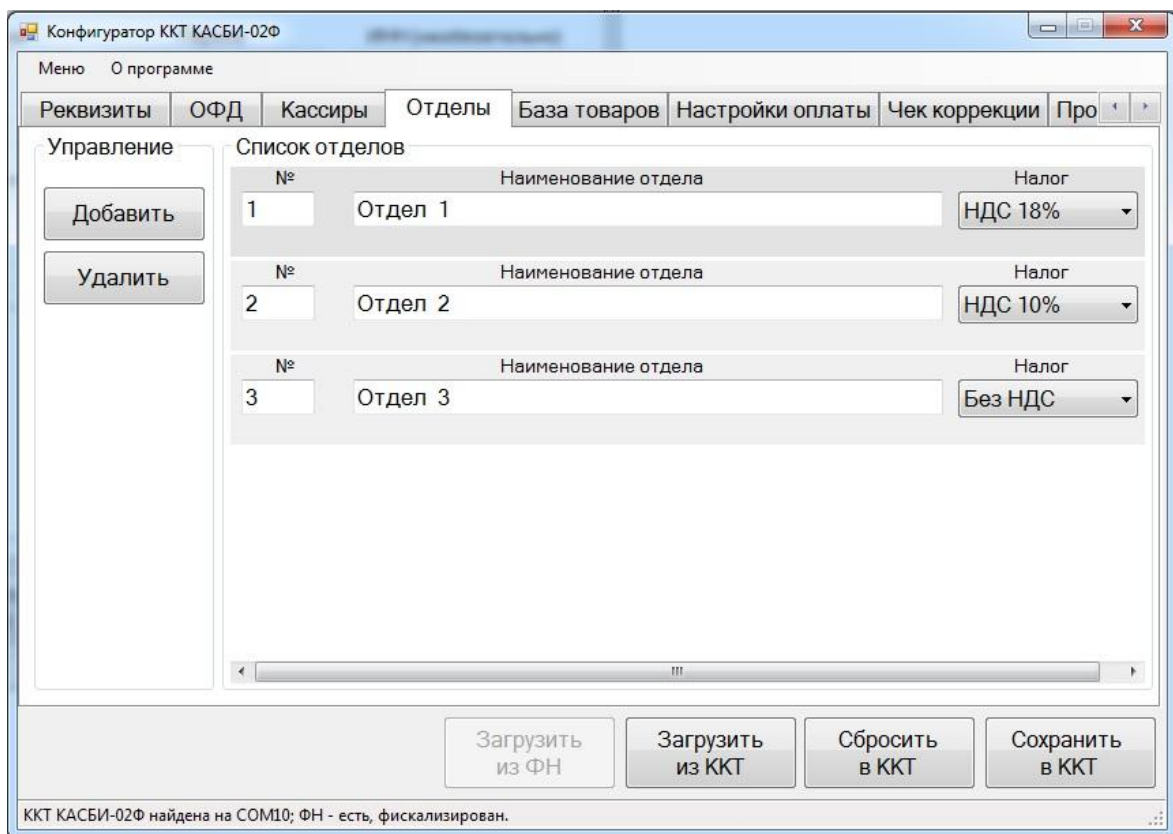 Конфигуратор ККТ КАСБИ-02Ф
Меню О программе
Реквизиты ОФД Кассиры Отделы База товаров Настройки оплаты Чек коррекции Про
Управление
Добавить
Удалить
Список отделов
№ Наименование отдела Налог
1 Отдел 1 НДС 18%
№ Наименование отдела Налог
2 Отдел 2 НДС 10%
№ Наименование отдела Налог
3 Отдел 3 Без НДС
Загрузить
из ФН
Загрузить
из ККТ
Сбросить
в ККТ
Сохранить
в ККТ
ККТ КАСБИ-02Ф найдена на COM10; ФН - есть, фискализирован.